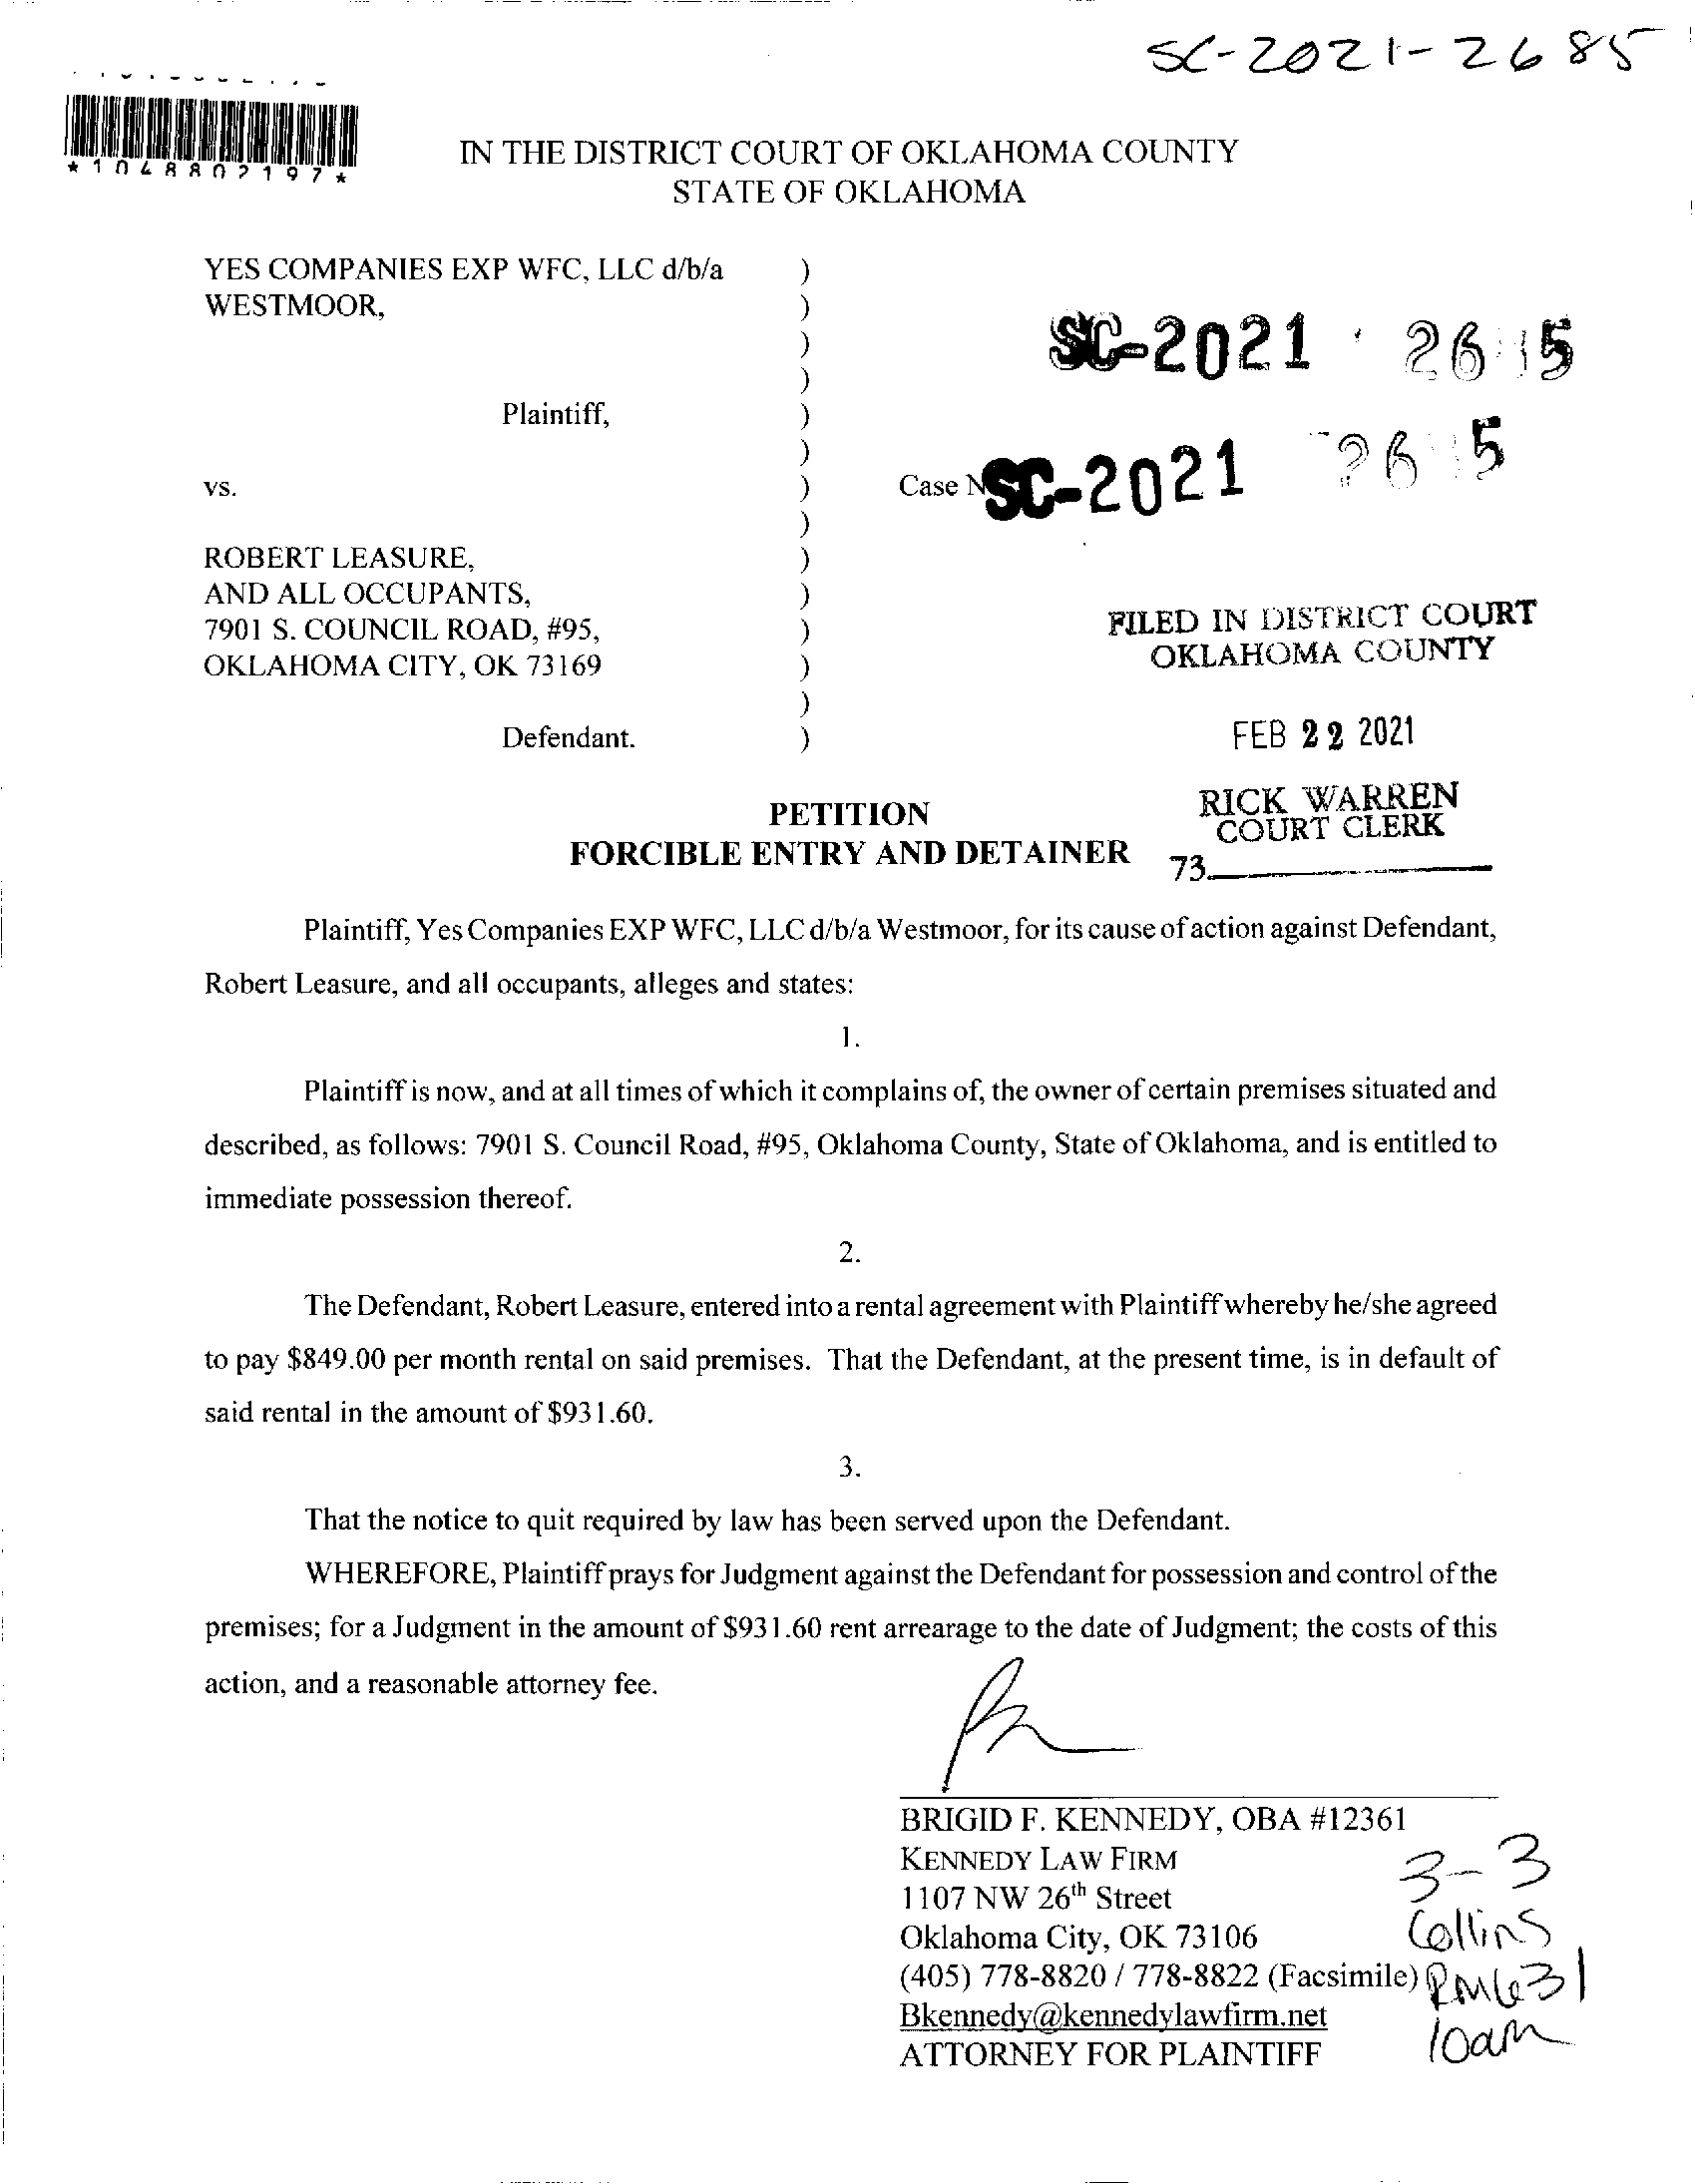 SC-2021-2685
*1048802197*
IN THE DISTRICT COURT OF OKLAHOMA COUNTY
STATE OF OKLAHOMA
YES COMPANIES EXP WFC, LLC d/b/a )
WESTMOOR, )
)
)
Plaintiff, )
)
vs. )
)
ROBERT LEASURE, )
AND ALL OCCUPANTS, )
7901 S. COUNCIL ROAD, #95, )
OKLAHOMA CITY, OK 73169 )
)
Defendant. )
SC-2021 26 5
Case N SC-2021 26 5
FILED IN DISTRICT COURT
OKLAHOMA COUNTY
FEB 22 2021
RICK WARREN
COURT CLERK
73
PETITION
FORCIBLE ENTRY AND DETAINER
Plaintiff, Yes Companies EXP WFC, LLC d/b/a Westmoor, for its cause of action against Defendant,
Robert Leasure, and all occupants, alleges and states:
1.
Plaintiff is now, and at all times of which it complains of, the owner of certain premises situated and
described, as follows: 7901 S. Council Road, #95, Oklahoma County, State of Oklahoma, and is entitled to
immediate possession thereof.
2.
The Defendant, Robert Leasure, entered into a rental agreement with Plaintiff whereby he/she agreed
to pay $849.00 per month rental on said premises. That the Defendant, at the present time, is in default of
said rental in the amount of $931.60.
3.
That the notice to quit required by law has been served upon the Defendant.
WHEREFORE, Plaintiff prays for Judgment against the Defendant for possession and control of the
premises; for a Judgment in the amount of $931.60 rent arrearage to the date of Judgment; the costs of this
action, and a reasonable attorney fee.
BRIGID F. KENNEDY, OBA #12361
KENNEDY LAW FIRM
1107 NW 26th Street
Oklahoma City, OK 73106
(405) 778-8820 / 778-8822 (Facsimile)
Bkennedy@kennedylawfirm.net
ATTORNEY FOR PLAINTIFF
3-3
Collins
Rm 631
10am